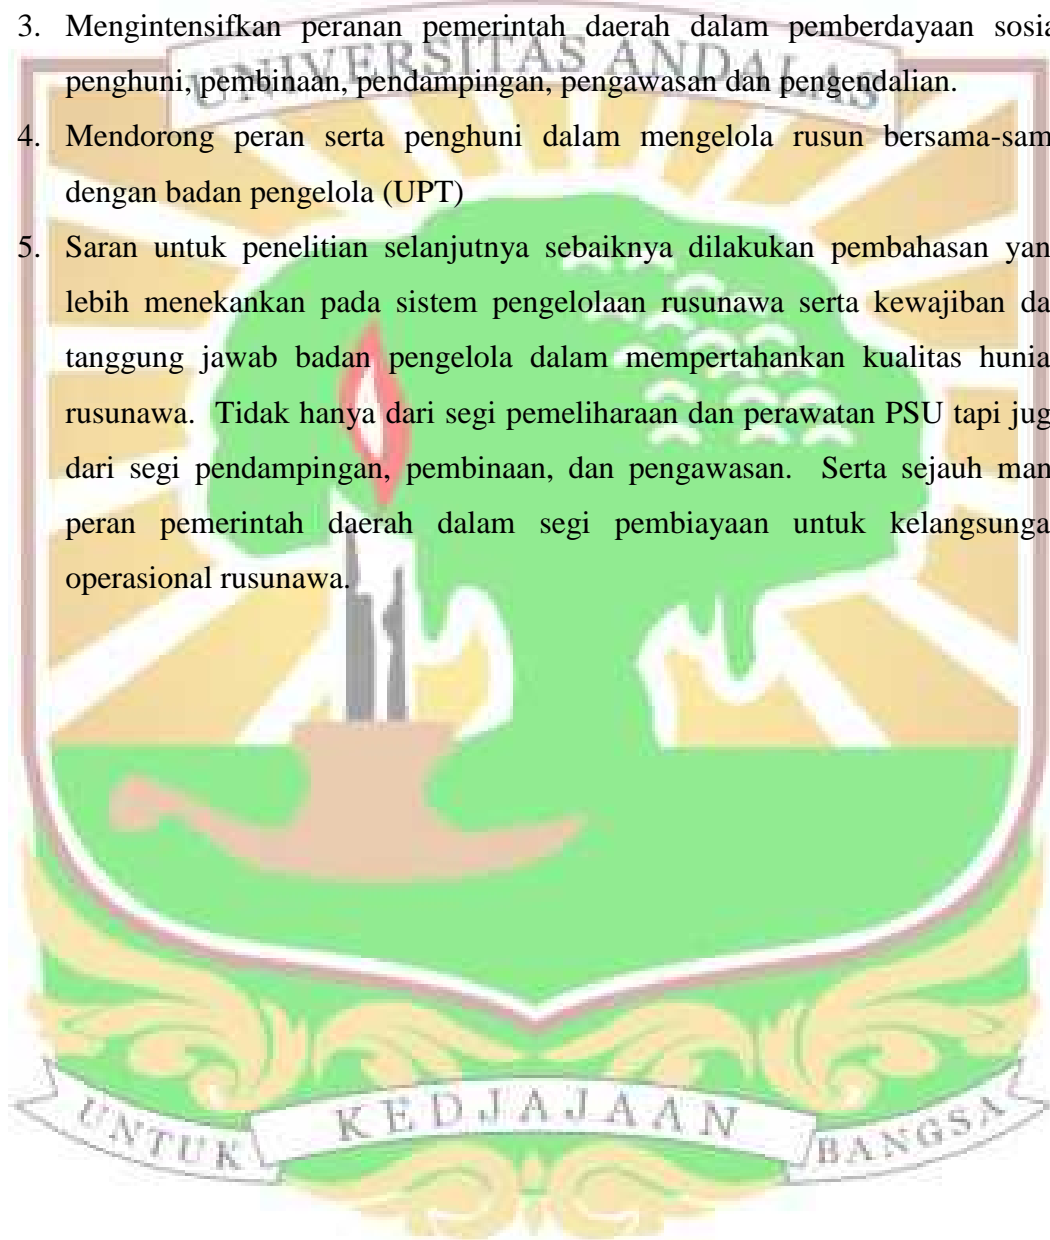 3. Mengintensifkan peranan pemerintah daerah dalam pemberdayaan sosia
UNIVERSITAS ANDALAS
penghuni, pembinaan, pendampingan, pengawasan dan pengendalian.
4. Mendorong peran serta penghuni dalam mengelola rusun bersama-sam
dengan badan pengelola (UPT)
5. Saran untuk penelitian selanjutnya sebaiknya dilakukan pembahasan yan
lebih menekankan pada sistem pengelolaan rusunawa serta kewajiban da
tanggung jawab badan pengelola dalam mempertahankan kualitas hunia
rusunawa. Tidak hanya dari segi pemeliharaan dan perawatan PSU tapi jug
dari segi pendampingan, pembinaan, dan pengawasan. Serta sejauh man
peran pemerintah daerah dalam segi pembiayaan untuk kelangsunga
operasional rusunawa.
UNTUK KEDJAJAAN BANGSA